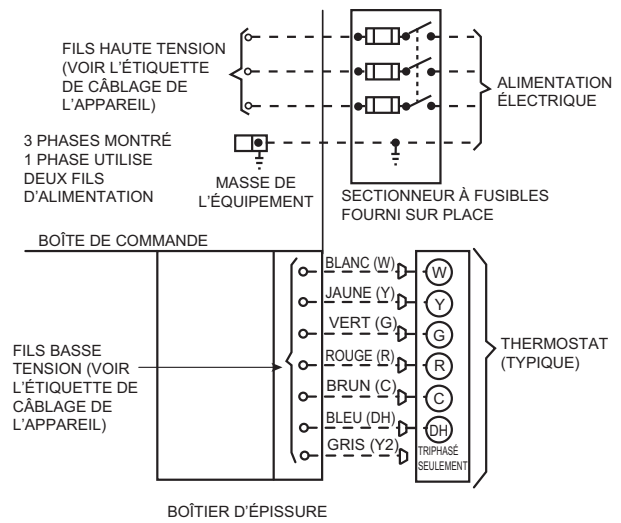 FILS HAUTE TENSION
(VOIR L'ÉTIQUETTE
DE CÂBLAGE DE
L'APPAREIL)
ALIMENTATION
ÉLECTRIQUE
3 PHASES MONTRÉ
1 PHASE UTILISE
DEUX FILS
D'ALIMENTATION
MASSE DE
L'ÉQUIPEMENT
SECTIONNEUR À FUSIBLES
FOURNI SUR PLACE
BOÎTE DE COMMANDE
BLANC (W)
W
JAUNE (Y)
Y
VERT (G)
G
ROUGE (R)
R
BRUN (C)
C
BLEU (DH)
DH
GRIS (Y2)
TRIPHASÉ
SEULEMENT
THERMOSTAT
(TYPIQUE)
FILS BASSE
TENSION (VOIR
L'ÉTIQUETTE DE
CÂBLAGE DE
L'APPAREIL)
BOÎTIER D'ÉPISSURE